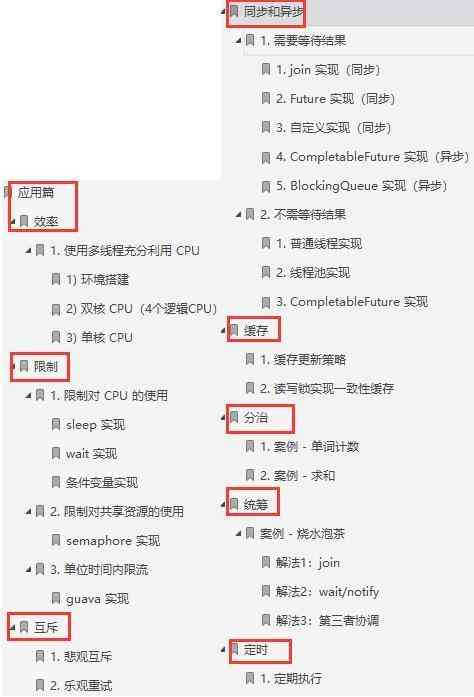 应用篇
效率
1. 使用多线程充分利用 CPU
1) 环境搭建
2) 双核 CPU（4个逻辑CPU）
3) 单核 CPU
限制
1. 限制对 CPU 的使用
sleep 实现
wait 实现
条件变量实现
2. 限制对共享资源的使用
semaphore 实现
3. 单位时间内限流
guava 实现
互斥
1. 悲观互斥
2. 乐观重试
同步和异步
1. 需要等待结果
1. join 实现（同步）
2. Future 实现（同步）
3. 自定义实现（同步）
4. CompletableFuture 实现（异步）
5. BlockingQueue 实现（异步）
2. 不需等待结果
1. 普通线程实现
2. 线程池实现
3. CompletableFuture 实现
缓存
1. 缓存更新策略
2. 读写锁实现一致性缓存
分治
1. 案例 - 单词计数
2. 案例 - 求和
统筹
案例 - 烧水泡茶
解法1：join
解法2：wait/notify
解法3：第三者协调
定时
1. 定期执行